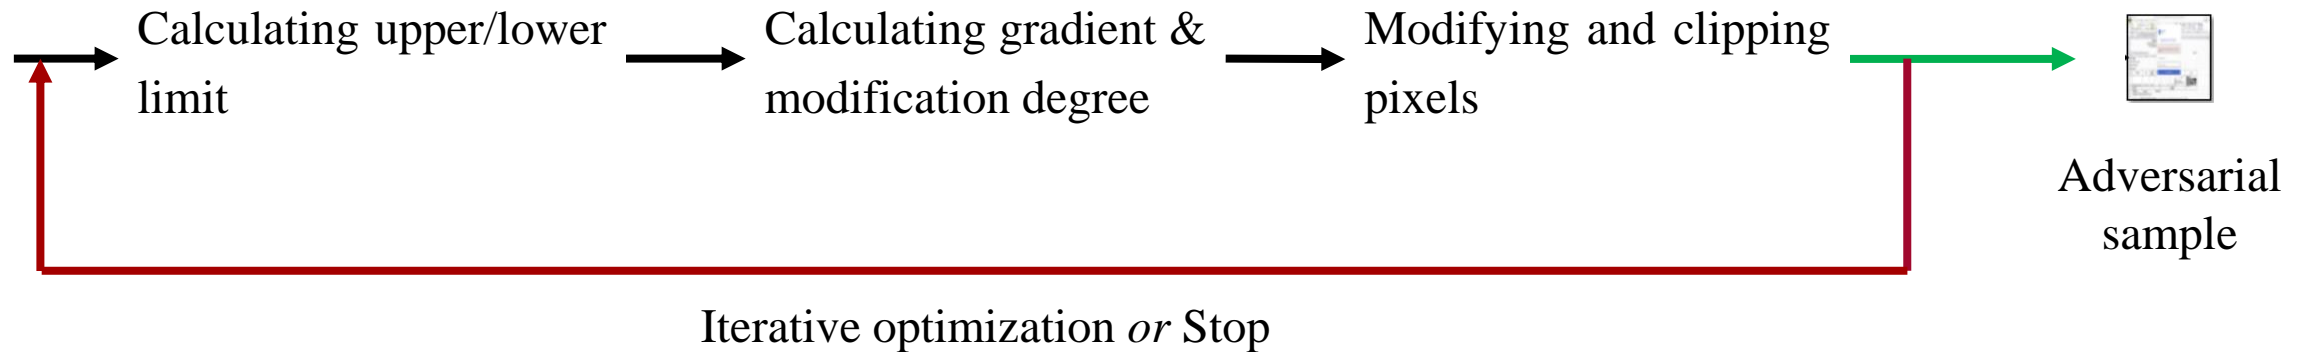 Calculating upper/lower
limit
Calculating gradient &
modification degree
Modifying and clipping
pixels
Adversarial
sample
Iterative optimization or Stop